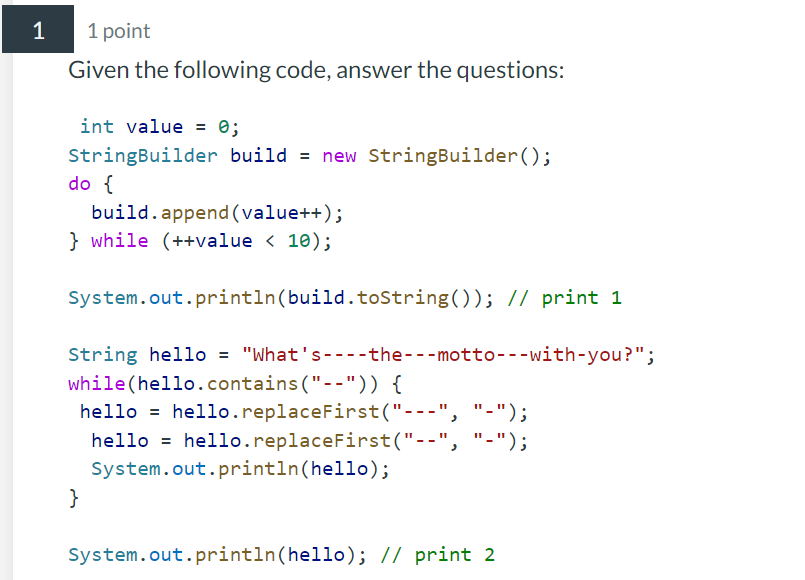 1
1 point
Given the following code, answer the questions:
int value = 0;
StringBuilder build = new StringBuilder();
do {
build.append(value++);
} while (++value < 10);
System.out.println(build.toString()); // print 1
String hello = "What's----the---motto---with-you?";
while(hello.contains("--")) {
hello = hello.replaceFirst("---", "-");
hello = hello.replaceFirst("--", "-");
System.out.println(hello);
}
System.out.println(hello); // print 2